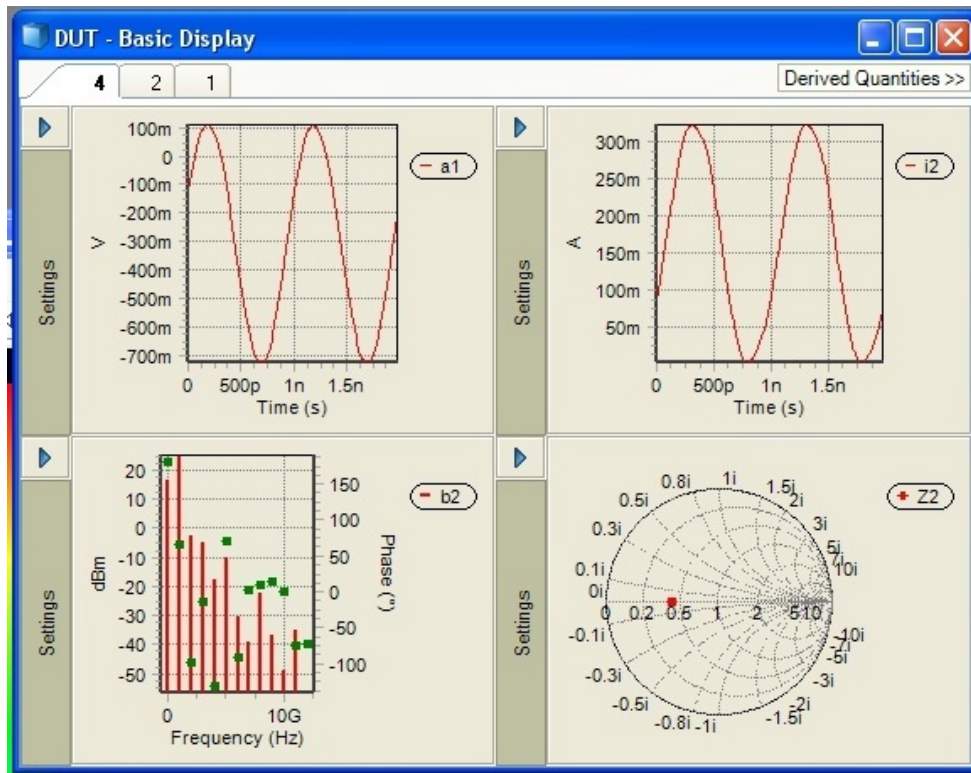 DUT - Basic Display
4 2 1 Derived Quantities >>
Settings
V
100m
0
-100m
-200m
-300m
-400m
-500m
-600m
-700m
0 500p 1n 1.5n
Time (s)
a1
Settings
A
300m
250m
200m
150m
100m
50m
0 500p 1n 1.5n
Time (s)
i2
Settings
dBm
20
10
0
-10
-20
-30
-40
-50
0 10G
Frequency (Hz)
150
100
50
0
-50
-100
Phase (°)
b2
Settings
Z2
1i
0.8i 1.5i
0.5i 2i
0.3i 3i
5i
7i
0.1i 10i
0i
0 0.2 0.5 1 2 5 10
-0.1i -10i
-7i
-5i
-0.3i -3i
-0.5i -2i
-0.8i -1i -1.5i